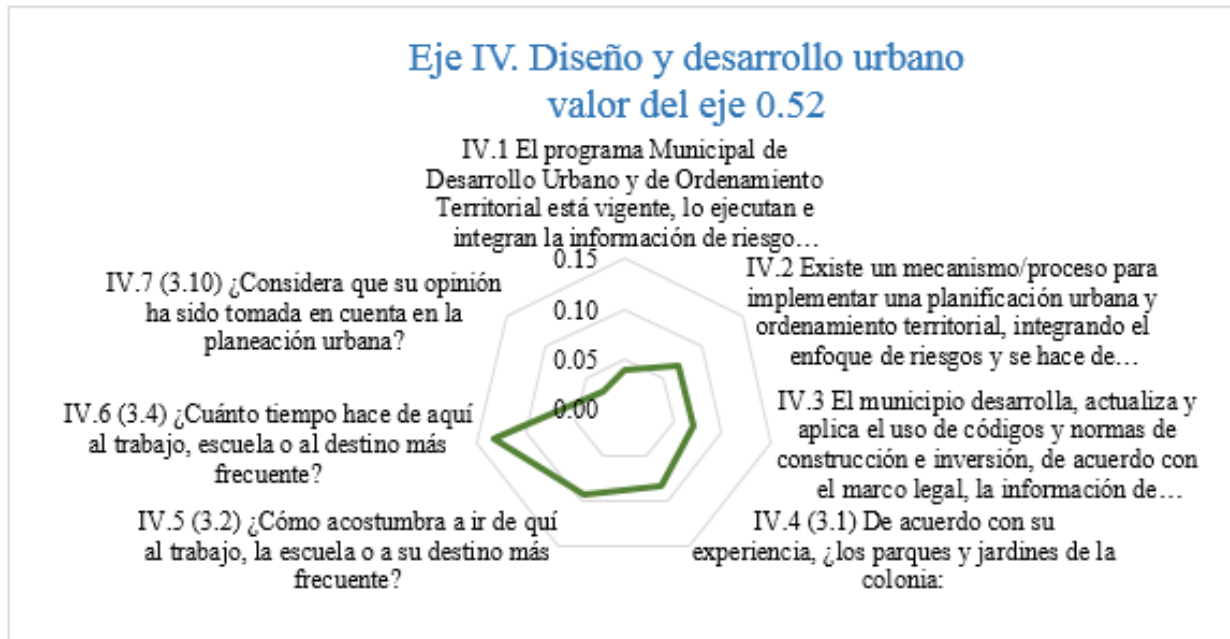 Eje IV. Diseño y desarrollo urbano
valor del eje 0.52
IV.1 El programa Municipal de
Desarrollo Urbano y de Ordenamiento
Territorial está vigente, lo ejecutan e
integran la información de riesgo…
0.15
0.10
0.05
0.00
IV.2 Existe un mecanismo/proceso para
implementar una planificación urbana y
ordenamiento territorial, integrando el
enfoque de riesgos y se hace de…
IV.3 El municipio desarrolla, actualiza y
aplica el uso de códigos y normas de
construcción e inversión, de acuerdo con
el marco legal, la información de…
IV.4 (3.1) De acuerdo con su
experiencia, ¿los parques y jardines de la
colonia:
IV.5 (3.2) ¿Cómo acostumbra a ir de quí
al trabajo, la escuela o a su destino más
frecuente?
IV.6 (3.4) ¿Cuánto tiempo hace de aquí
al trabajo, escuela o al destino más
frecuente?
IV.7 (3.10) ¿Considera que su opinión
ha sido tomada en cuenta en la
planeación urbana?